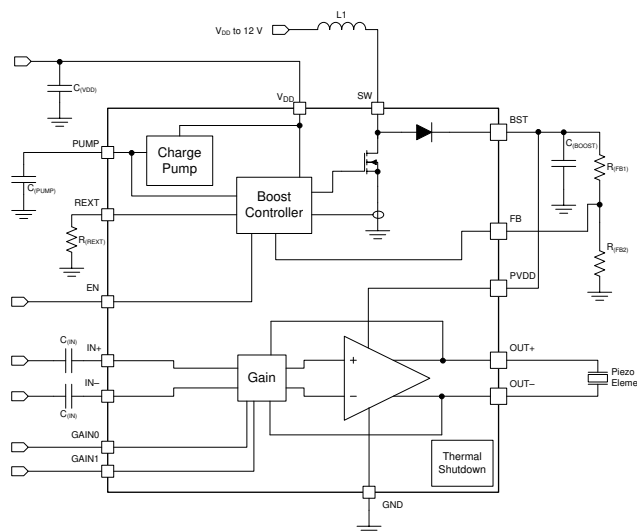 L1
VDD to 12 V
C(VDD)
VDD
SW
BST
PUMP
Charge
Pump
C(BOOST)
R(FB1)
C(PUMP)
REXT
Boost
Controller
FB
R(REXT)
R(FB2)
EN
PVDD
C(IN)
IN+
OUT+
+
Gain
Piezo
Eleme
IN–
–
OUT–
C(IN)
GAIN0
GAIN1
Thermal
Shutdown
GND